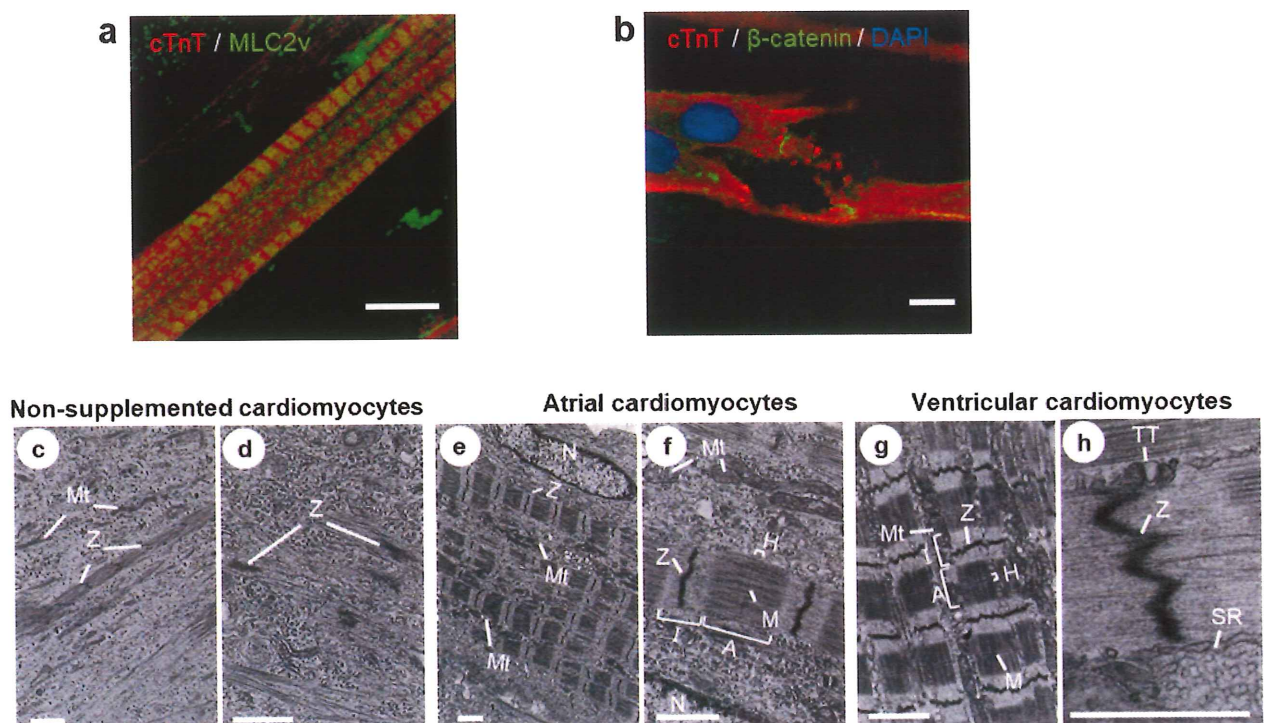 a
cTnT / MLC2v
b
cTnT / β-catenin / DAPI
Non-supplemented cardiomyocytes
Atrial cardiomyocytes
Ventricular cardiomyocytes
c
Mt
Z
d
Z
e
N
Z
Mt
Mt
f
Mt
H
Z
M
I
A
N
g
Mt
Z
I
H
A
M
h
TT
Z
SR